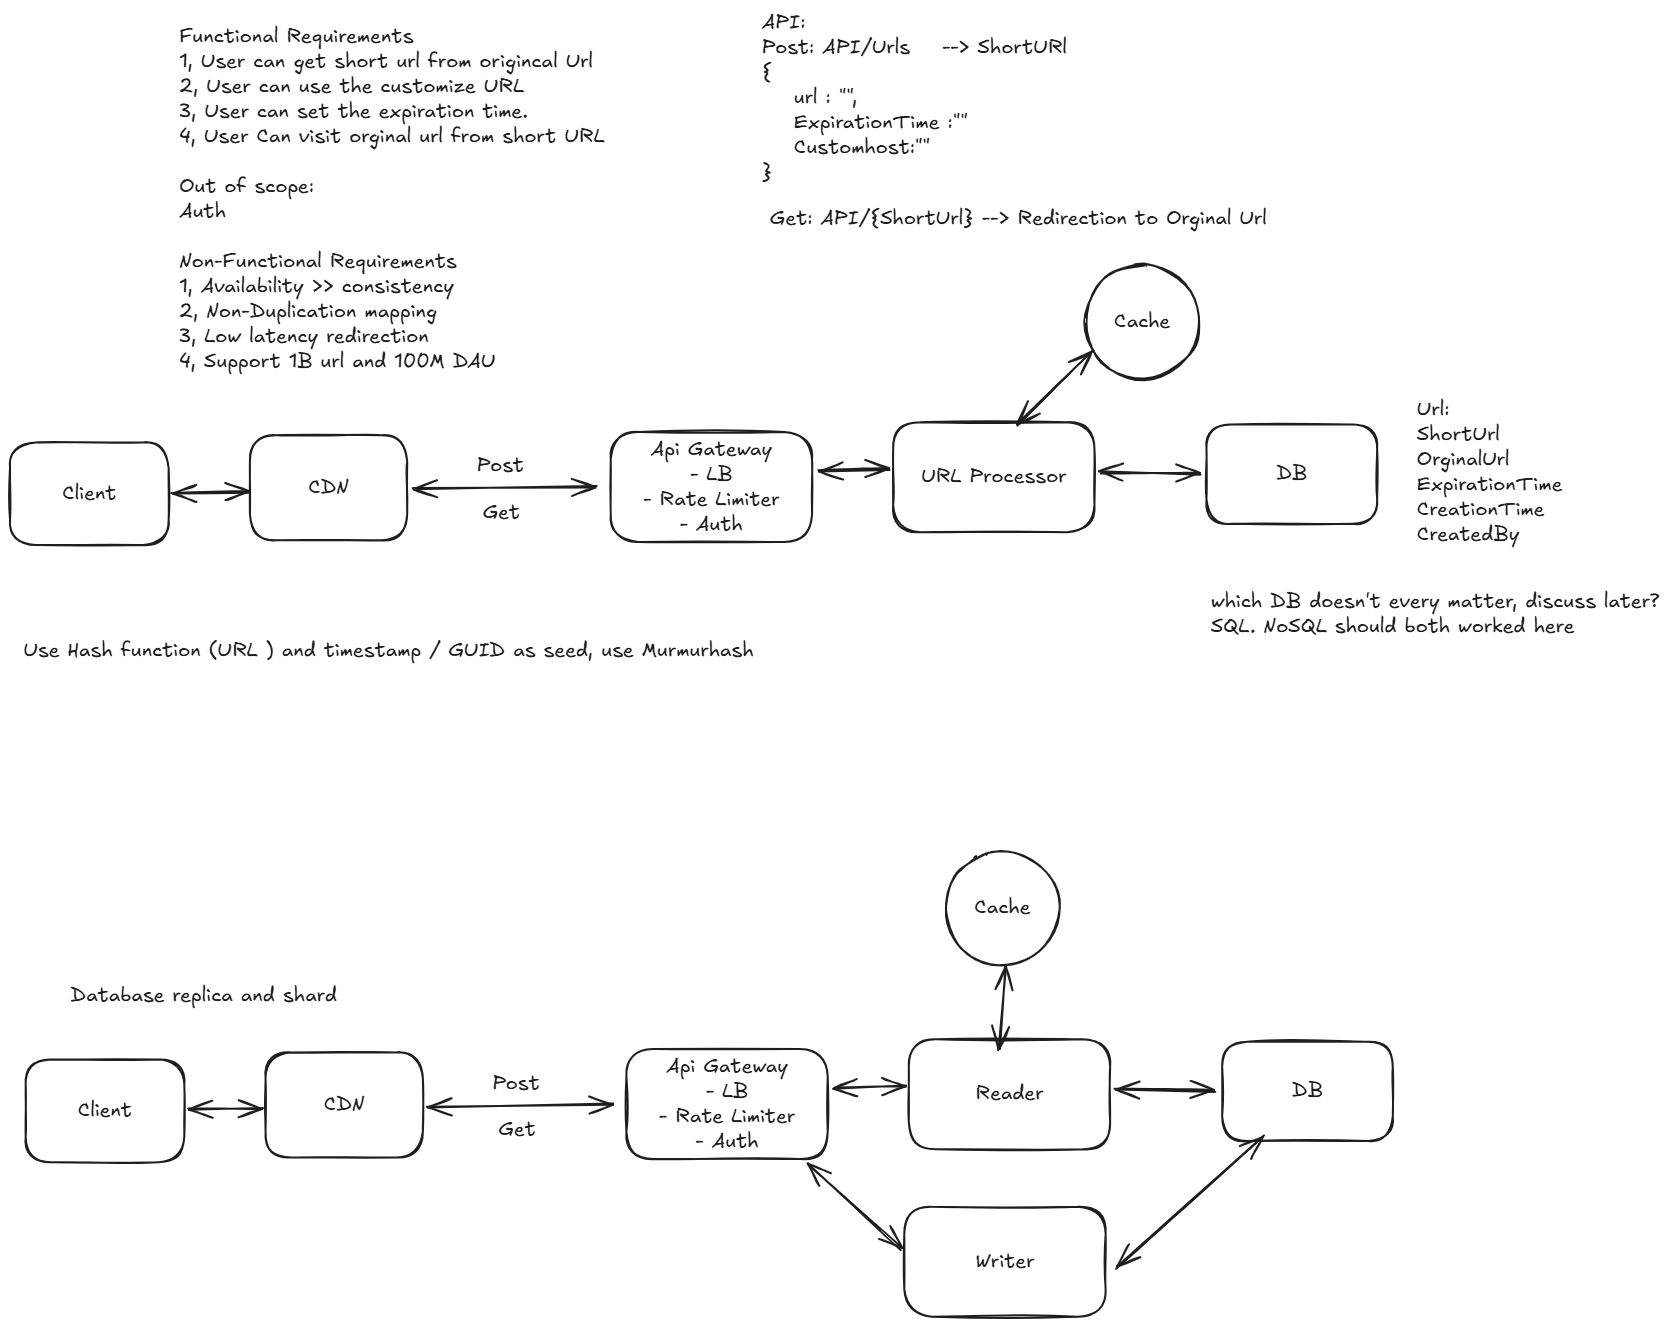 Functional Requirements
1, User can get short url from origincal Url
2, User can use the customize URL
3, User can set the expiration time.
4, User Can visit orginal url from short URL
Out of scope:
Auth
Non-Functional Requirements
1, Availability >> consistency
2, Non-Duplication mapping
3, Low latency redirection
4, Support 1B url and 100M DAU
API:
Post: API/Urls --> ShortURl
{
url : "",
ExpirationTime :""
Customhost:""
}
Get: API/{ShortUrl} --> Redirection to Orginal Url
Cache
Client
CDN
Post
Get
Api Gateway
- LB
- Rate Limiter
- Auth
URL Processor
DB
Url:
ShortUrl
OrginalUrl
ExpirationTime
CreationTime
CreatedBy
which DB doesn't every matter, discuss later?
SQL. NoSQL should both worked here
Use Hash function (URL ) and timestamp / GUID as seed, use Murmurhash
Cache
Database replica and shard
Client
CDN
Post
Get
Api Gateway
- LB
- Rate Limiter
- Auth
Reader
DB
Writer